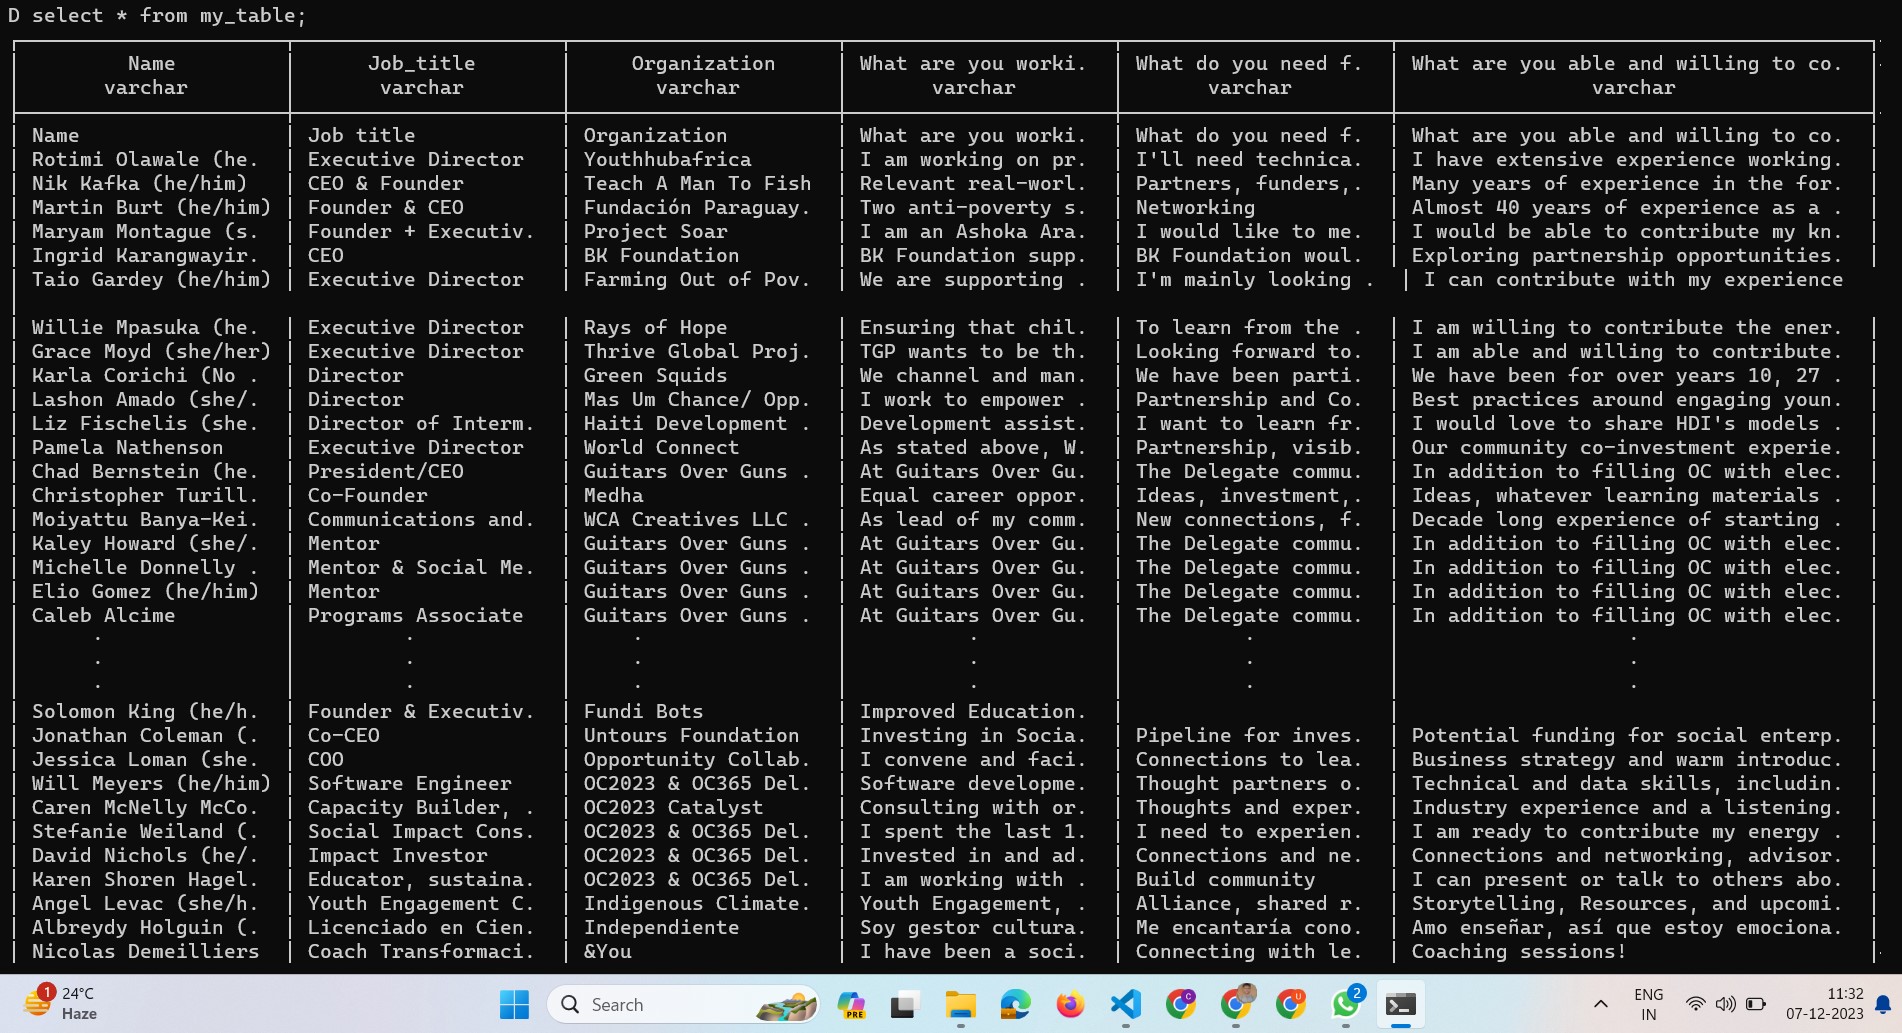 D select * from my_table;
Name | Job_title | Organization | What are you worki. | What do you need f. | What are you able and willing to co.
varchar | varchar | varchar | varchar | varchar | varchar
Name | Job title | Organization | What are you worki. | What do you need f. | What are you able and willing to co.
Rotimi Olawale (he. | Executive Director | Youthhubafrica | I am working on pr. | I'll need technica. | I have extensive experience working.
Nik Kafka (he/him) | CEO & Founder | Teach A Man To Fish | Relevant real-worl. | Partners, funders,. | Many years of experience in the for.
Martin Burt (he/him) | Founder & CEO | Fundación Paraguay. | Two anti-poverty s. | Networking | Almost 40 years of experience as a .
Maryam Montague (s. | Founder + Executiv. | Project Soar | I am an Ashoka Ara. | I would like to me. | I would be able to contribute my kn.
Ingrid Karangwayir. | CEO | BK Foundation | BK Foundation supp. | BK Foundation woul. | Exploring partnership opportunities.
Taio Gardey (he/him) | Executive Director | Farming Out of Pov. | We are supporting . | I'm mainly looking . | I can contribute with my experience
Willie Mpasuka (he. | Executive Director | Rays of Hope | Ensuring that chil. | To learn from the . | I am willing to contribute the ener.
Grace Moyd (she/her) | Executive Director | Thrive Global Proj. | TGP wants to be th. | Looking forward to. | I am able and willing to contribute.
Karla Corichi (No . | Director | Green Squids | We channel and man. | We have been parti. | We have been for over years 10, 27 .
Lashon Amado (she/. | Director | Mas Um Chance/ Opp. | I work to empower . | Partnership and Co. | Best practices around engaging youn.
Liz Fischelis (she. | Director of Interm. | Haiti Development . | Development assist. | I want to learn fr. | I would love to share HDI's models .
Pamela Nathenson | Executive Director | World Connect | As stated above, W. | Partnership, visib. | Our community co-investment experie.
Chad Bernstein (he. | President/CEO | Guitars Over Guns . | At Guitars Over Gu. | The Delegate commu. | In addition to filling OC with elec.
Christopher Turill. | Co-Founder | Medha | Equal career oppor. | Ideas, investment,. | Ideas, whatever learning materials .
Moiyattu Banya-Kei. | Communications and. | WCA Creatives LLC . | As lead of my comm. | New connections, f. | Decade long experience of starting .
Kaley Howard (she/. | Mentor | Guitars Over Guns . | At Guitars Over Gu. | The Delegate commu. | In addition to filling OC with elec.
Michelle Donnelly . | Mentor & Social Me. | Guitars Over Guns . | At Guitars Over Gu. | The Delegate commu. | In addition to filling OC with elec.
Elio Gomez (he/him) | Mentor | Guitars Over Guns . | At Guitars Over Gu. | The Delegate commu. | In addition to filling OC with elec.
Caleb Alcime | Programs Associate | Guitars Over Guns . | At Guitars Over Gu. | The Delegate commu. | In addition to filling OC with elec.
. | . | . | . | . | .
. | . | . | . | . | .
. | . | . | . | . | .
Solomon King (he/h. | Founder & Executiv. | Fundi Bots | Improved Education. | |
Jonathan Coleman (. | Co-CEO | Untours Foundation | Investing in Socia. | Pipeline for inves. | Potential funding for social enterp.
Jessica Loman (she. | COO | Opportunity Collab. | I convene and faci. | Connections to lea. | Business strategy and warm introduc.
Will Meyers (he/him) | Software Engineer | OC2023 & OC365 Del. | Software developme. | Thought partners o. | Technical and data skills, includin.
Caren McNelly McCo. | Capacity Builder, . | OC2023 Catalyst | Consulting with or. | Thoughts and exper. | Industry experience and a listening.
Stefanie Weiland (. | Social Impact Cons. | OC2023 & OC365 Del. | I spent the last 1. | I need to experien. | I am ready to contribute my energy .
David Nichols (he/. | Impact Investor | OC2023 & OC365 Del. | Invested in and ad. | Connections and ne. | Connections and networking, advisor.
Karen Shoren Hagel. | Educator, sustaina. | OC2023 & OC365 Del. | I am working with . | Build community | I can present or talk to others abo.
Angel Levac (she/h. | Youth Engagement C. | Indigenous Climate. | Youth Engagement, . | Alliance, shared r. | Storytelling, Resources, and upcomi.
Albreydy Holguin (. | Licenciado en Cien. | Independiente | Soy gestor cultura. | Me encantaría cono. | Amo enseñar, así que estoy emociona.
Nicolas Demeilliers | Coach Transformaci. | &You | I have been a soci. | Connecting with le. | Coaching sessions!
1
24°C
Haze
Search
PRE
C
U
2
ENG
IN
11:32
07-12-2023